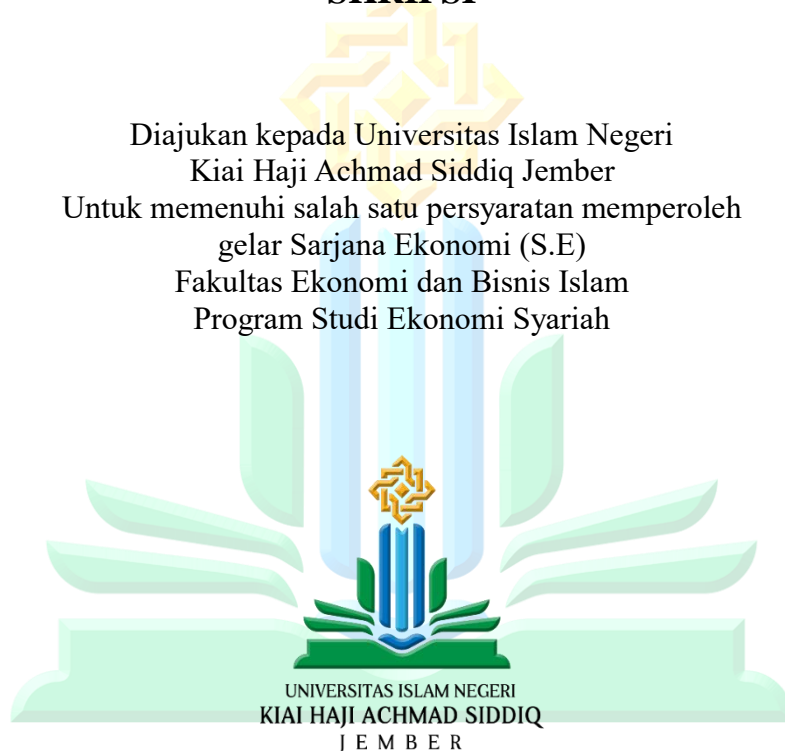 SKRIPSI
Diajukan kepada Universitas Islam Negeri
Kiai Haji Achmad Siddiq Jember
Untuk memenuhi salah satu persyaratan memperoleh
gelar Sarjana Ekonomi (S.E)
Fakultas Ekonomi dan Bisnis Islam
Program Studi Ekonomi Syariah
UNIVERSITAS ISLAM NEGERI
KIAI HAJI ACHMAD SIDDIQ
JEMBER